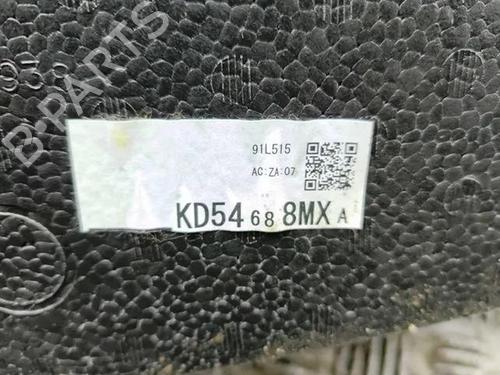 B-PARTS
91L515
AC:ZA:07
KD54 68 8MX A